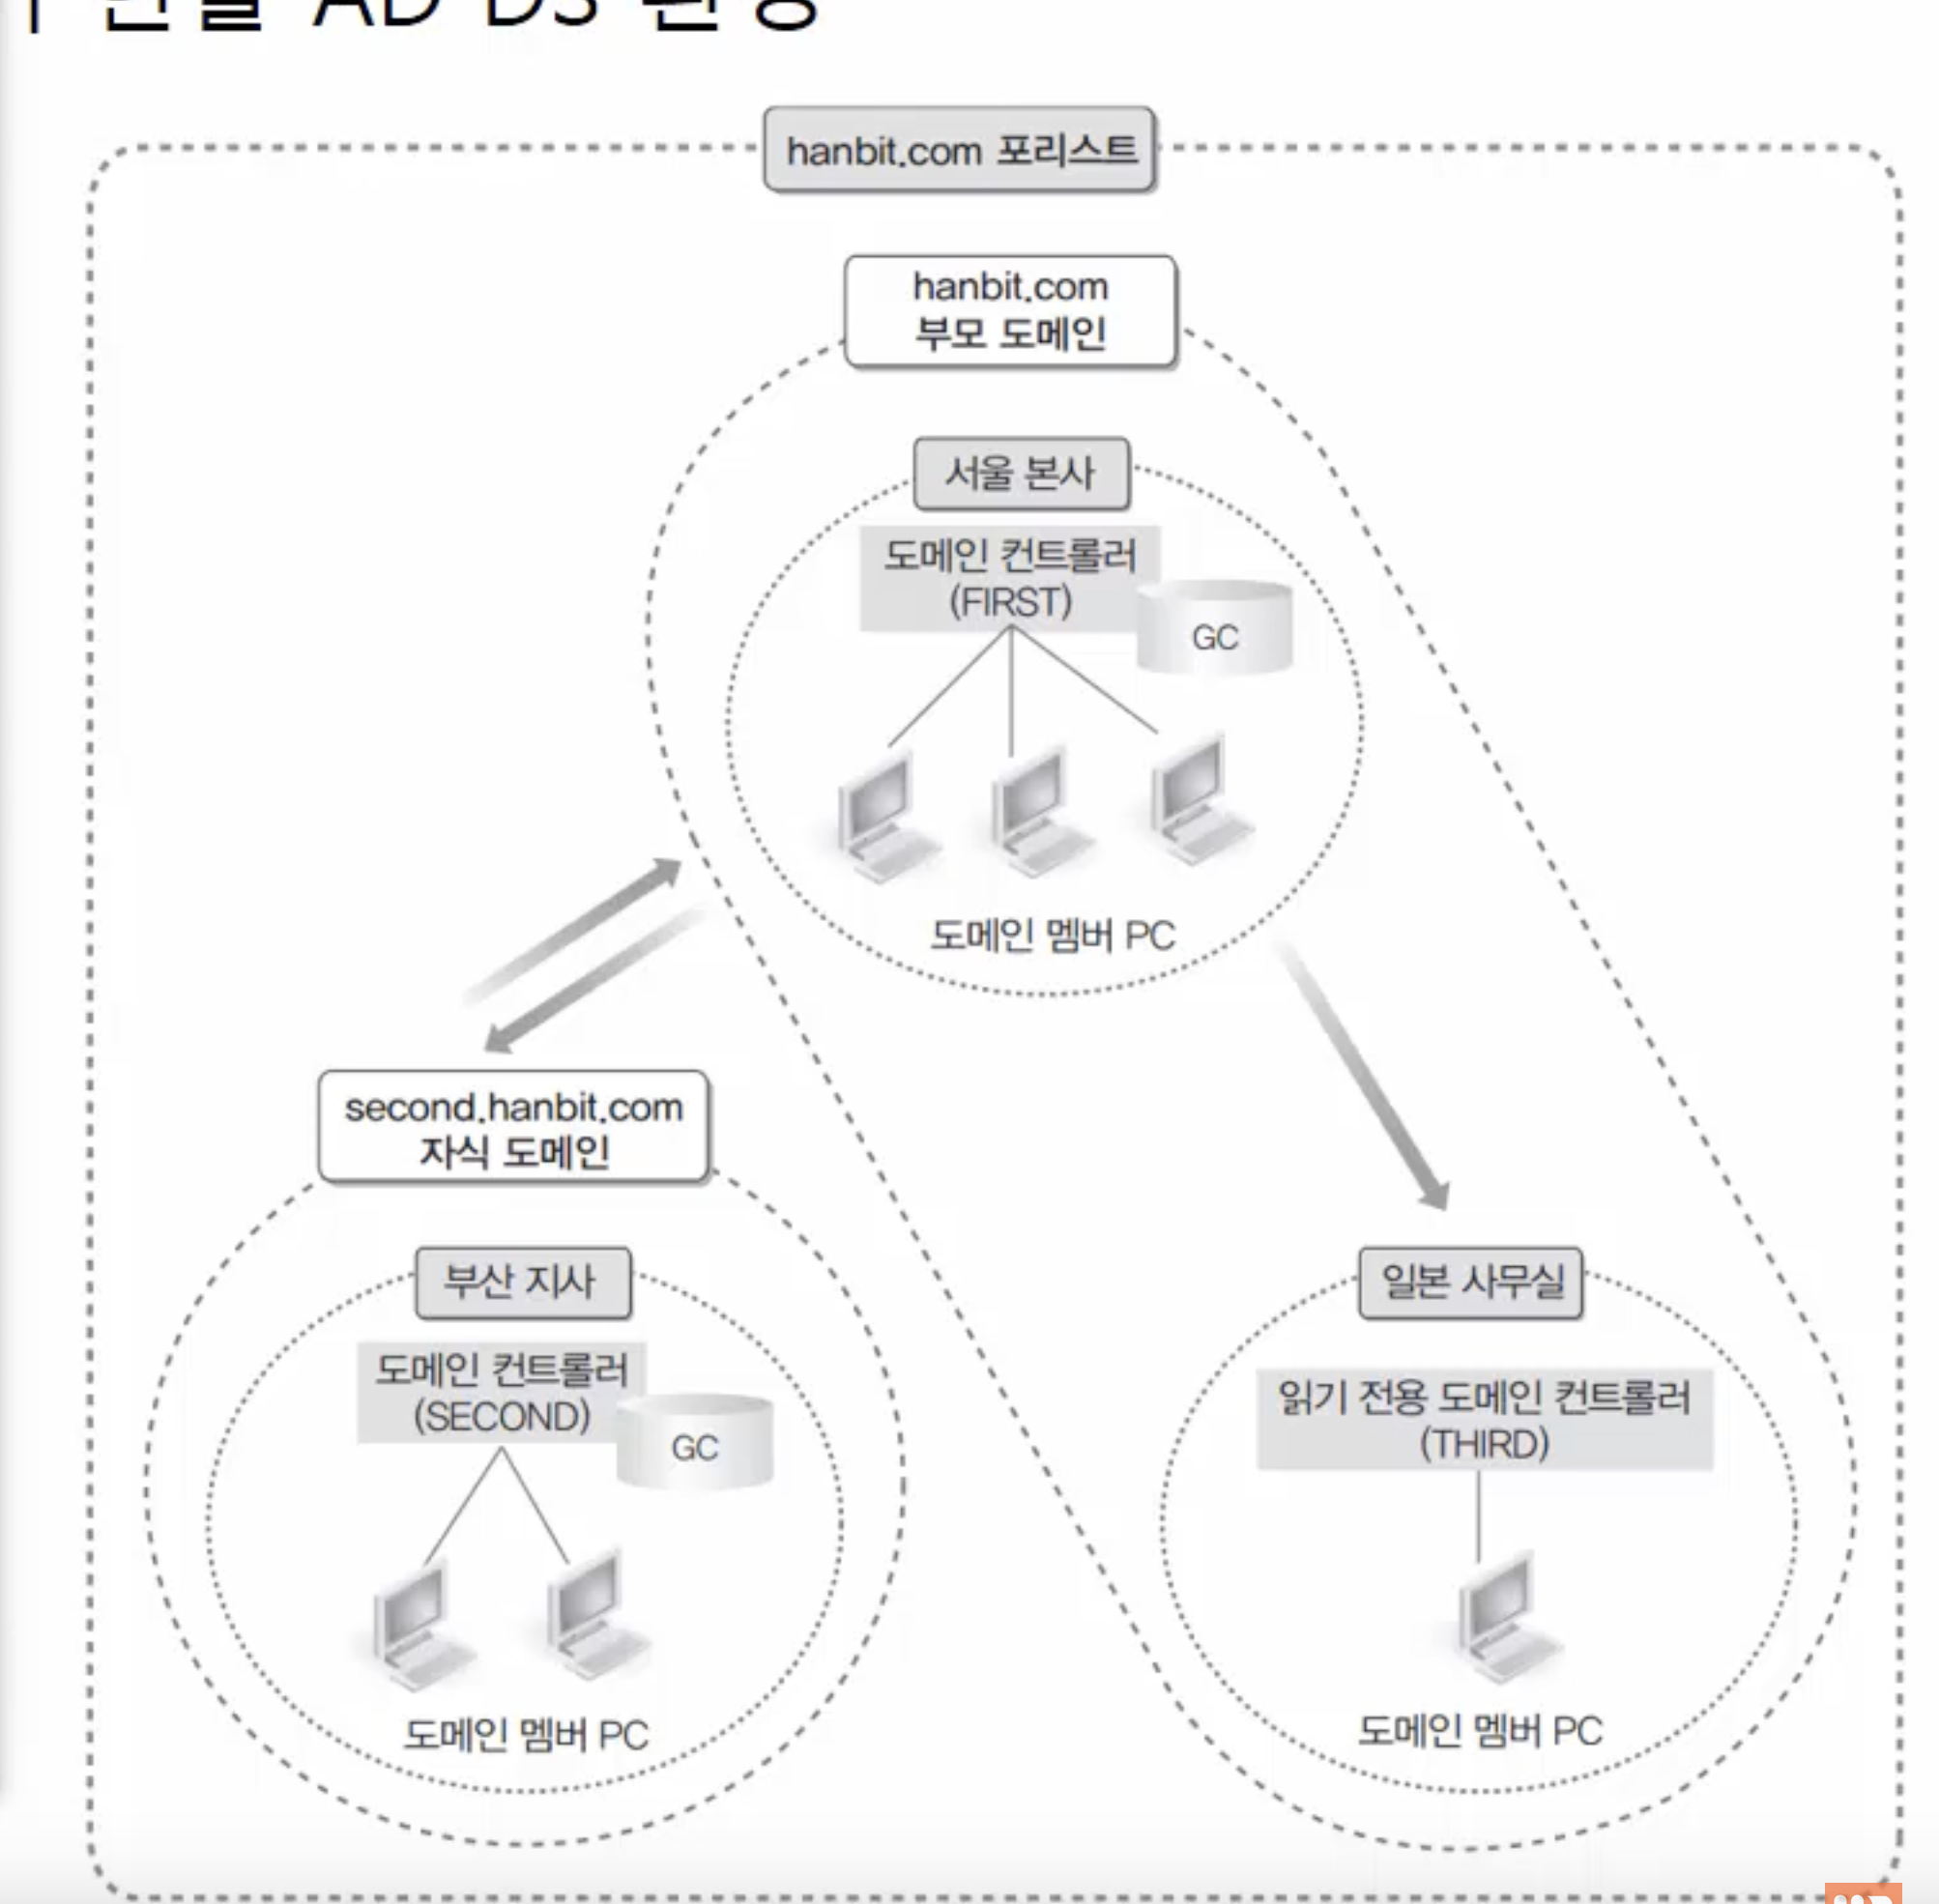 AD DS 환경
hanbit.com 포리스트
hanbit.com
부모 도메인
서울 본사
도메인 컨트롤러
(FIRST)
GC
도메인 멤버 PC
second.hanbit.com
자식 도메인
부산 지사
도메인 컨트롤러
(SECOND)
GC
도메인 멤버 PC
일본 사무실
읽기 전용 도메인 컨트롤러
(THIRD)
도메인 멤버 PC